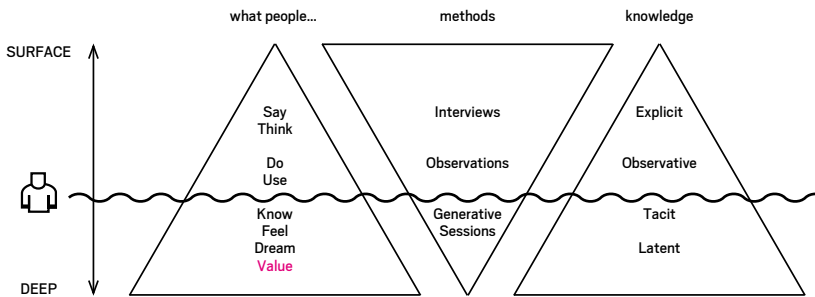 what people...
methods
knowledge
SURFACE
Say
Think
Interviews
Explicit
Do
Use
Observations
Observative
Know
Feel
Dream
Value
Generative
Sessions
Tacit
Latent
DEEP